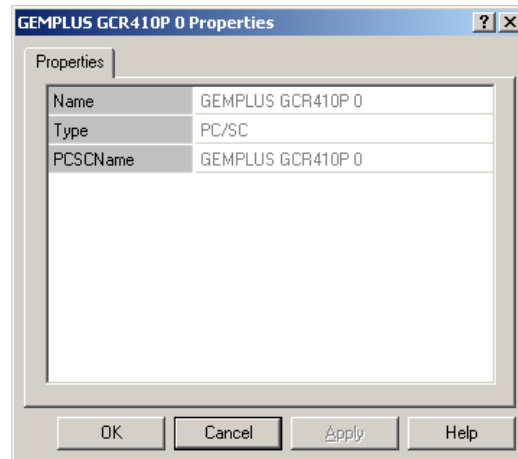 GEMPLUS GCR410P 0 Properties
Properties
Name GEMPLUS GCR410P 0
Type PC/SC
PCSCName GEMPLUS GCR410P 0
OK Cancel Apply Help